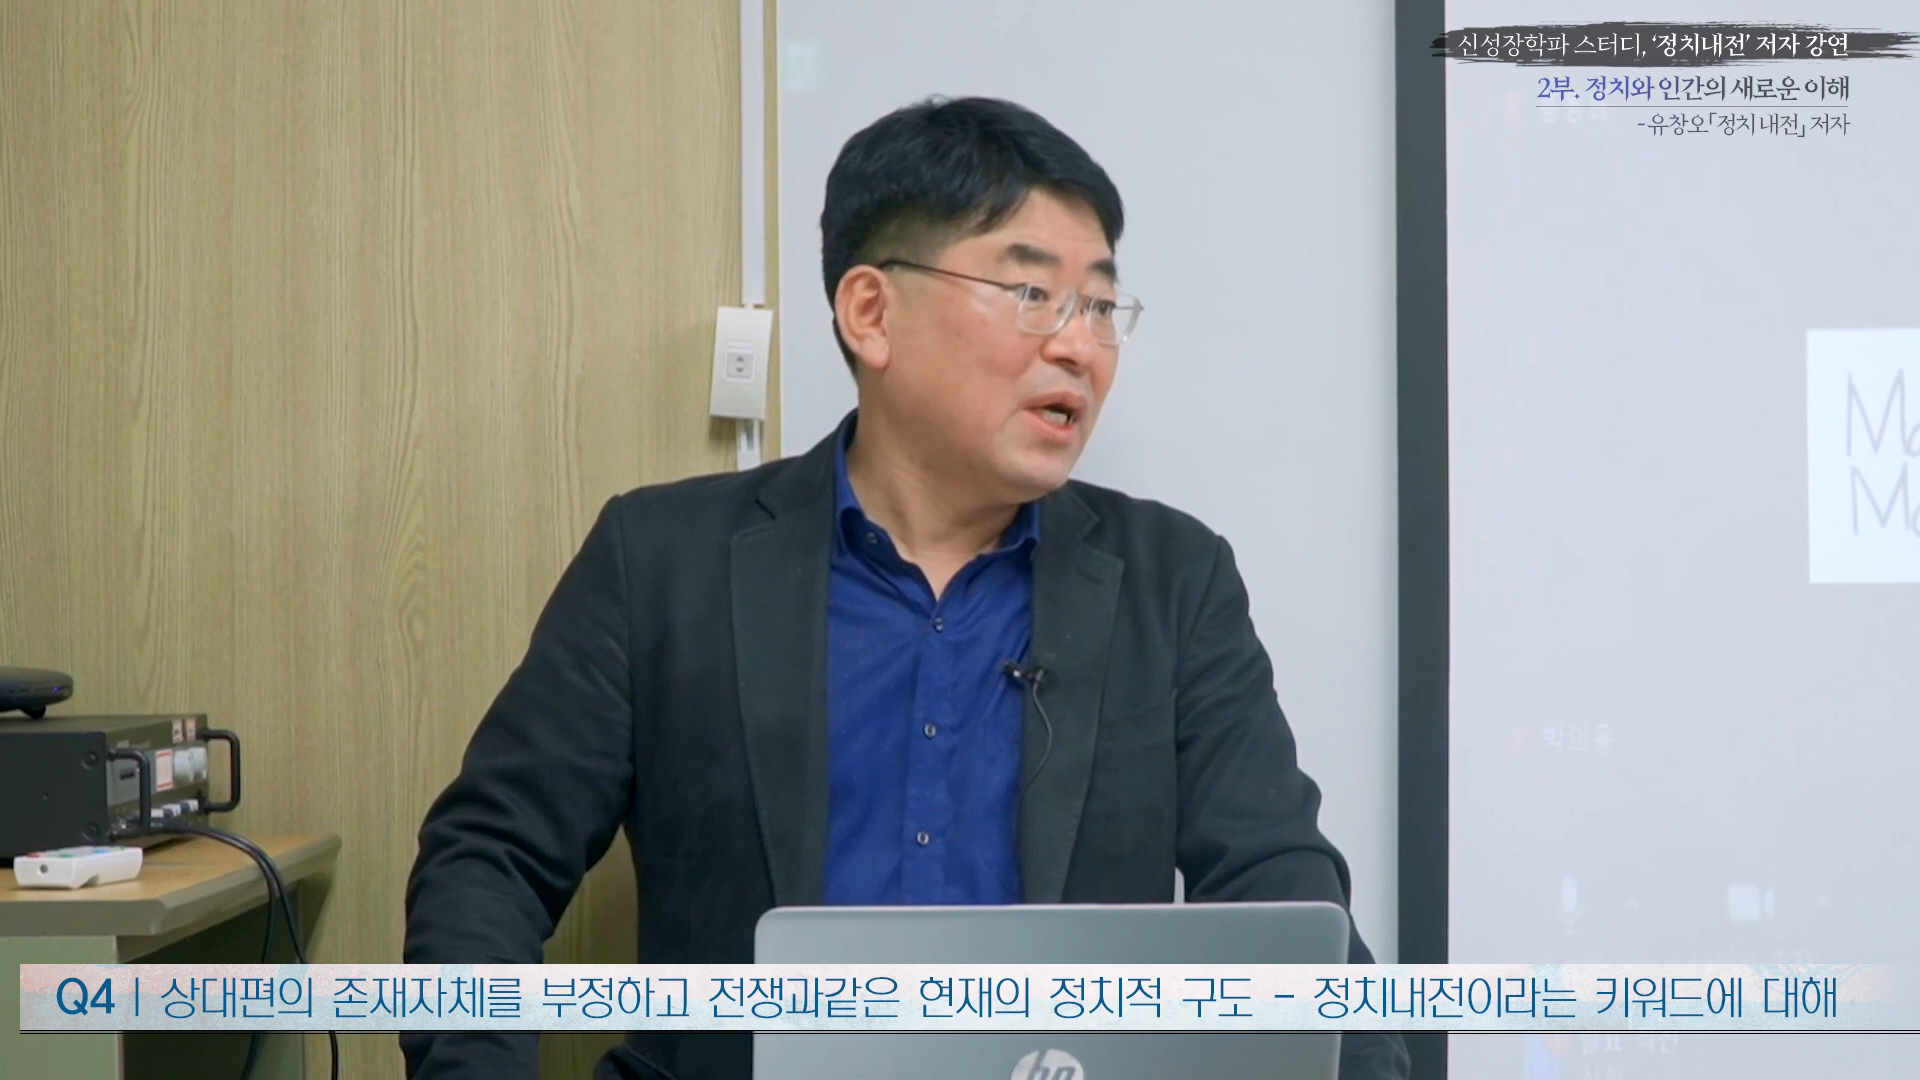 신성장학파 스터디, ‘정치내전’ 저자 강연
2부. 정치와 인간의 새로운 이해
- 유창오「정치 내전」 저자
Q4 | 상대편의 존재자체를 부정하고 전쟁과같은 현재의 정치적 구도 - 정치내전이라는 키워드에 대해
hp